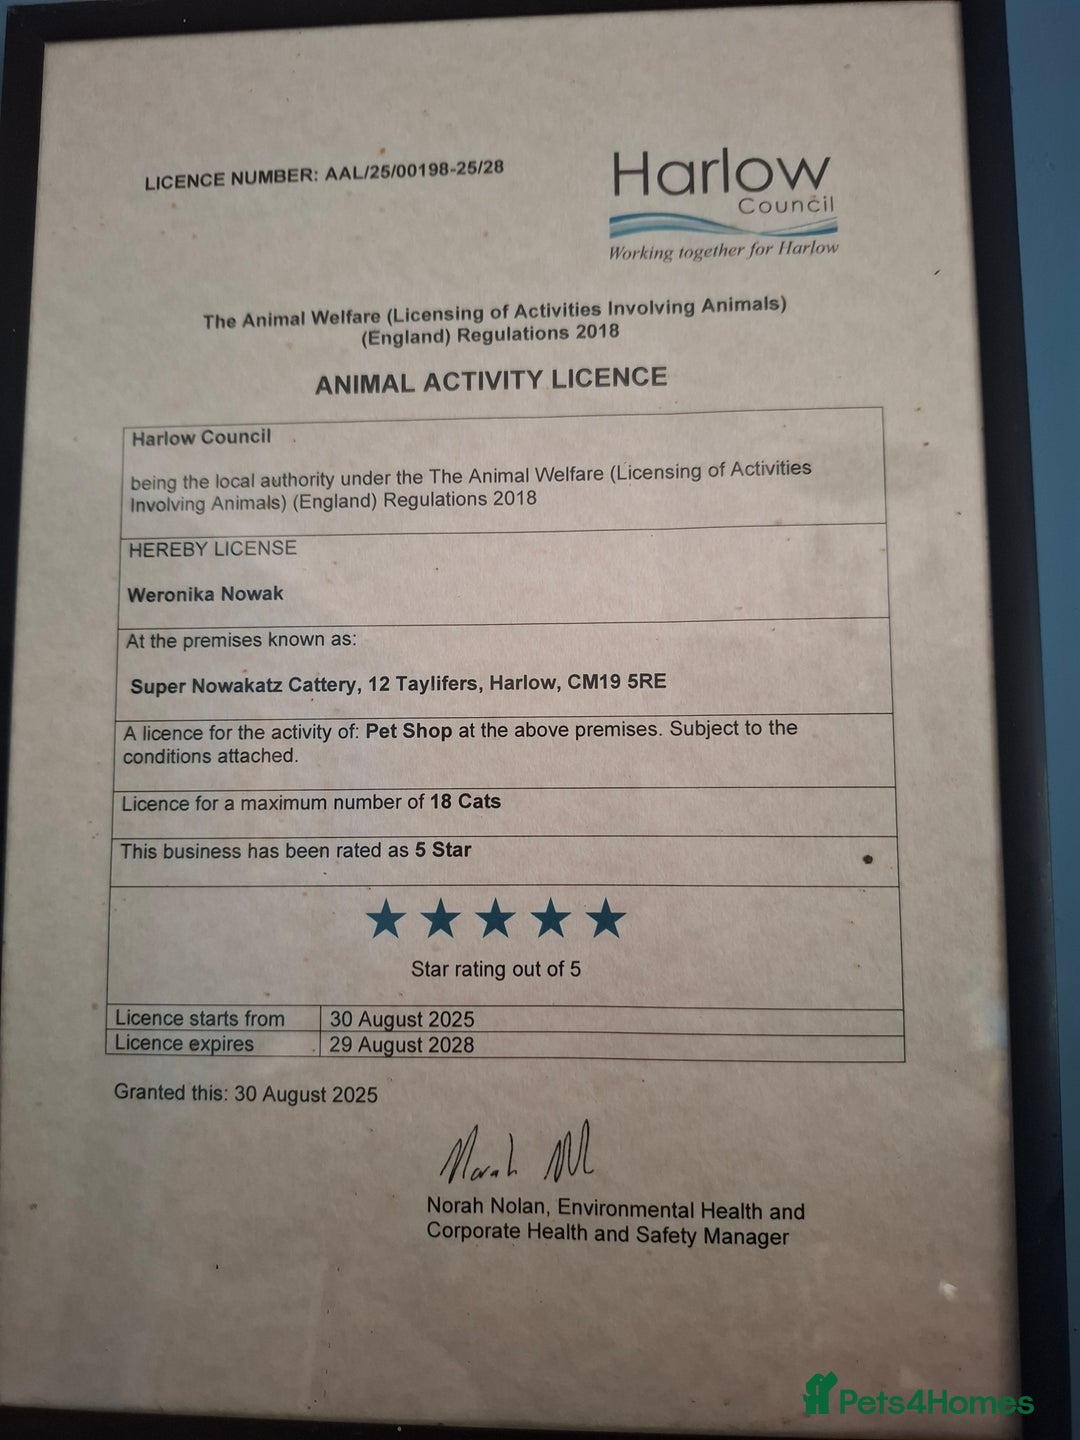 LICENCE NUMBER: AAL/25/00198-25/28
Harlow
Council
Working together for Harlow
The Animal Welfare (Licensing of Activities Involving Animals)
(England) Regulations 2018
ANIMAL ACTIVITY LICENCE
Harlow Council
being the local authority under the The Animal Welfare (Licensing of Activities
Involving Animals) (England) Regulations 2018
HEREBY LICENSE
Weronika Nowak
At the premises known as:
Super Nowakatz Cattery, 12 Taylifers, Harlow, CM19 5RE
A licence for the activity of: Pet Shop at the above premises. Subject to the
conditions attached.
Licence for a maximum number of 18 Cats
This business has been rated as 5 Star
Star rating out of 5
Licence starts from 30 August 2025
Licence expires 29 August 2028
Granted this: 30 August 2025
Norah Nolan, Environmental Health and
Corporate Health and Safety Manager
Pets4Homes